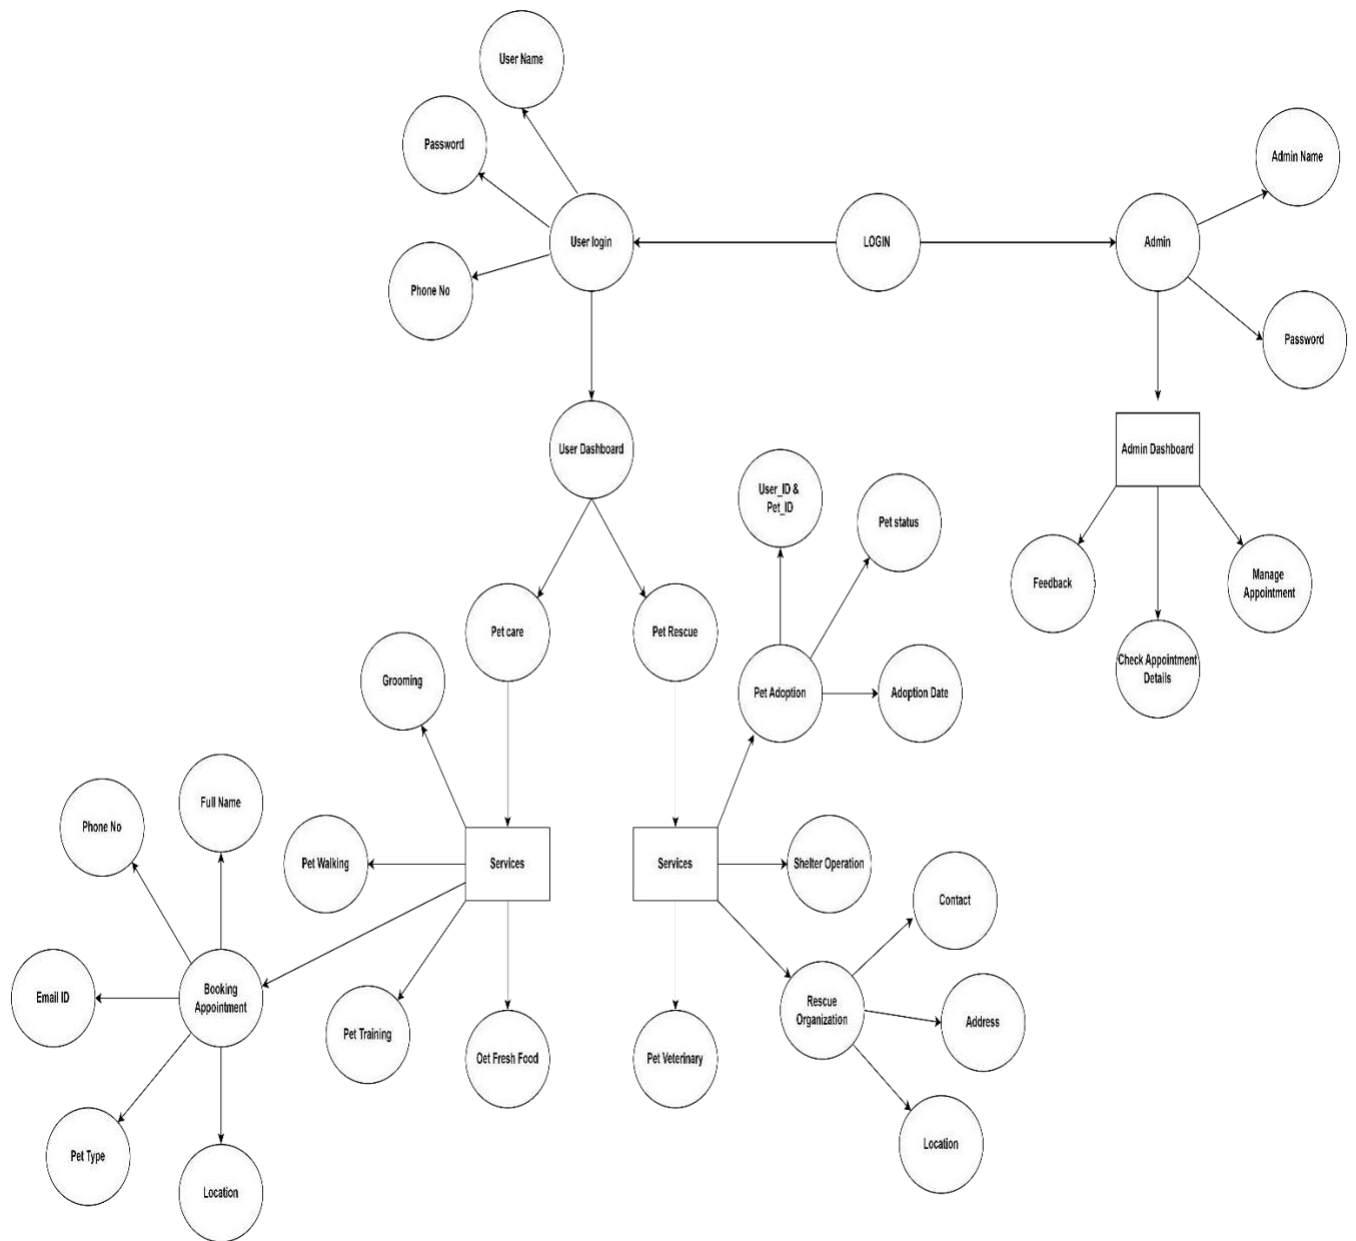 User Name
Password
Admin Name
User login
LOGIN
Admin
Phone No
Password
User Dashboard
Admin Dashboard
User_ID &
Pet_ID
Pet status
Feedback
Manage
Appointment
Pet care
Pet Rescue
Check Appointment
Details
Grooming
Pet Adoption
Adoption Date
Full Name
Phone No
Pet Walking
Services
Services
Shelter Operation
Contact
Email ID
Booking
Appointment
Rescue
Organization
Address
Pet Training
Oet Fresh Food
Pet Veterinary
Location
Pet Type
Location